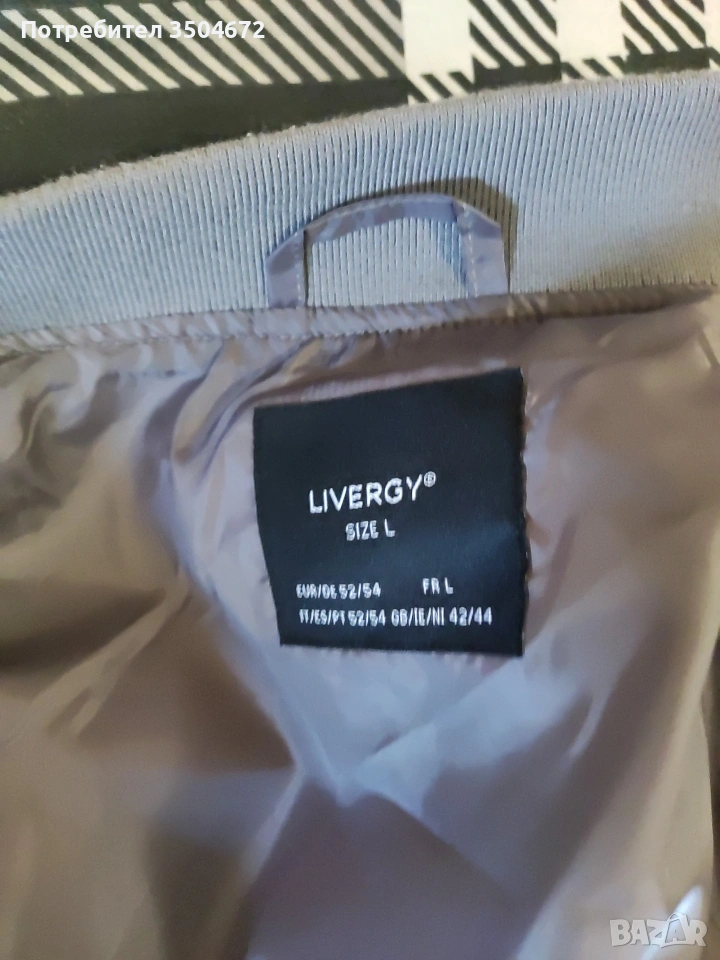 Потребител 3504672
LIVERGY®
SIZE L
EUR/DE 52/54 FR L
IT/ES/PT 52/54 GB/IE/NI 42/44
BAZAR